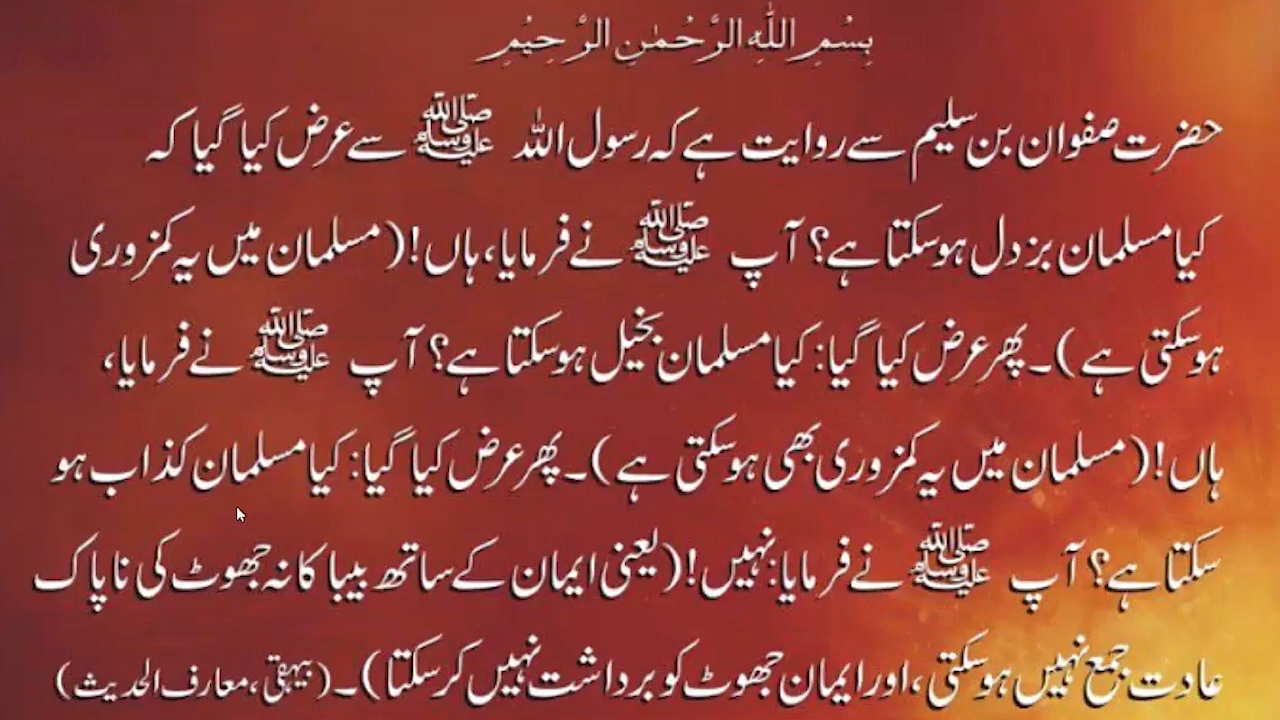 بِسْمِ اللّٰهِ الرَّحْمٰنِ الرَّحِيْمِ
حضرت صفوان بن سلیم سے روایت ہے کہ رسول اللہ ﷺ سے عرض کیا گیا کہ
کیا مسلمان بزدل ہوسکتا ہے؟ آپ ﷺ نے فرمایا، ہاں! (مسلمان میں یہ کمزوری
ہوسکتی ہے)۔ پھر عرض کیا گیا: کیا مسلمان بخیل ہوسکتا ہے؟ آپ ﷺ نے فرمایا،
ہاں! (مسلمان میں یہ کمزوری بھی ہوسکتی ہے)۔ پھر عرض کیا گیا: کیا مسلمان کذاب ہو
سکتا ہے؟ آپ ﷺ نے فرمایا: نہیں! (یعنی ایمان کے ساتھ بیباکانہ جھوٹ کی ناپاک
عادت جمع نہیں ہوسکتی، اور ایمان جھوٹ کو برداشت نہیں کرسکتا)۔ (بیہقی، معارف الحدیث)